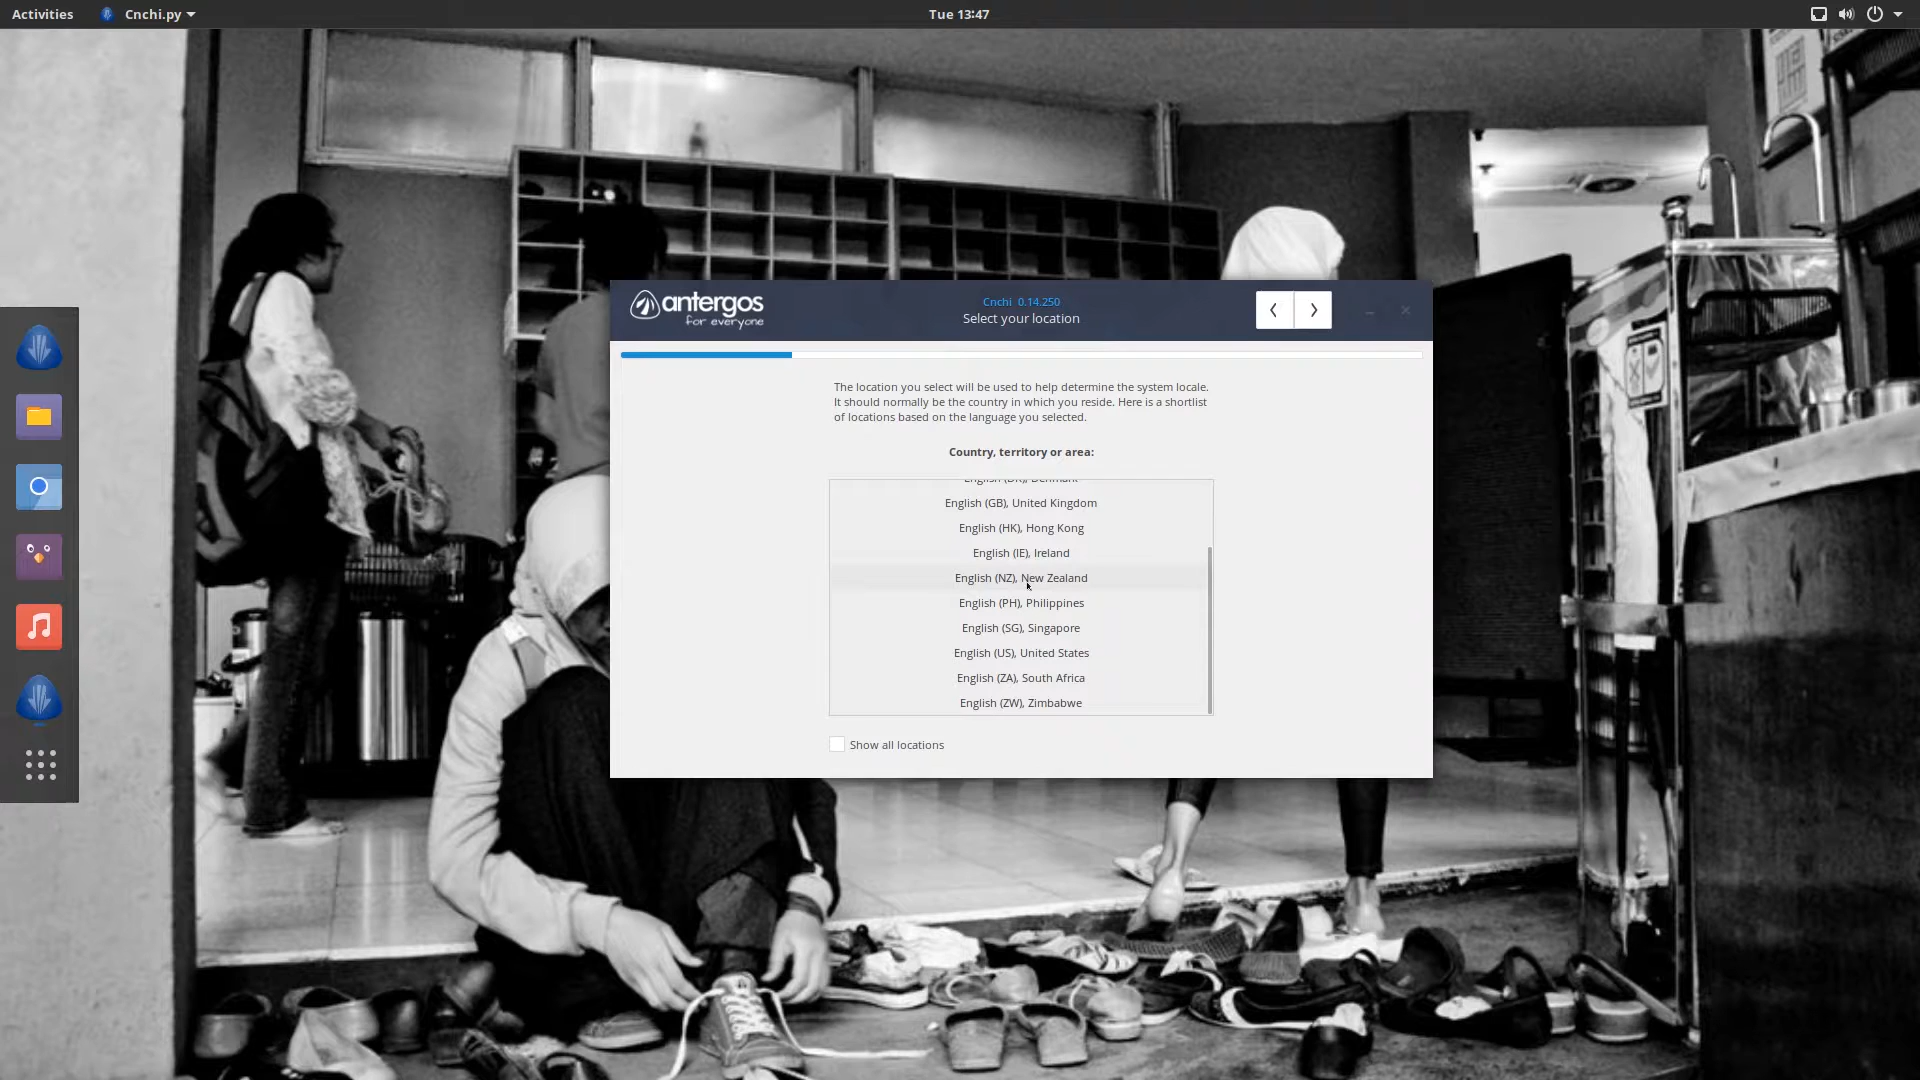 Activities Cnchi.py Tue 13:47
antergos
for everyone
Cnchi 0.14.250
Select your location
The location you select will be used to help determine the system locale.
It should normally be the country in which you reside. Here is a shortlist
of locations based on the language you selected.
Country, territory or area:
English (DK), Denmark
English (GB), United Kingdom
English (HK), Hong Kong
English (IE), Ireland
English (NZ), New Zealand
English (PH), Philippines
English (SG), Singapore
English (US), United States
English (ZA), South Africa
English (ZW), Zimbabwe
Show all locations